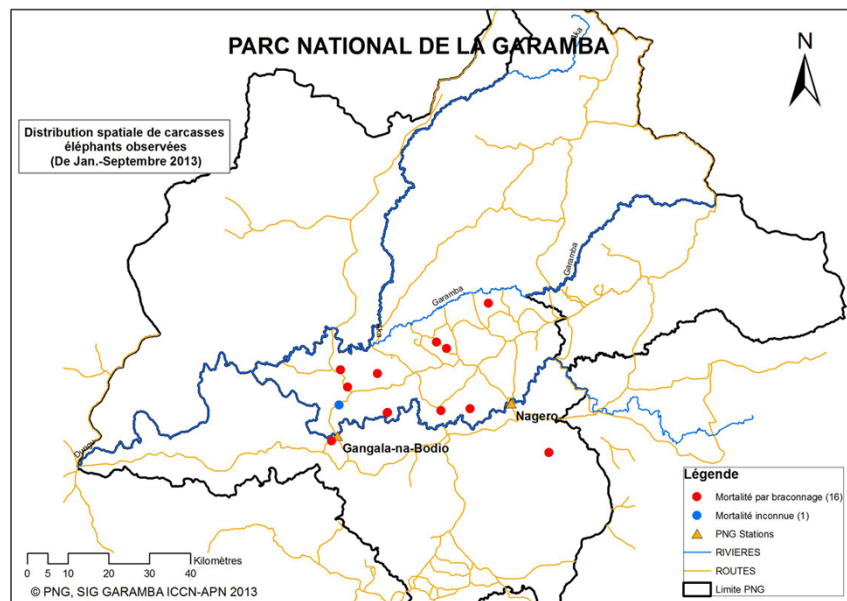 PARC NATIONAL DE LA GARAMBA
N
Distribution spatiale de carcasses
éléphants observées
(De Jan.-Septembre 2013)
Garamba
Garamba
Nagero
Gangala-na-Bodio
Dungu
Légende
Mortalité par braconnage (16)
Mortalité inconnue (1)
PNG Stations
RIVIERES
ROUTES
Limite PNG
0 5 10 20 30 40
Kilomètres
© PNG, SIG GARAMBA ICCN-APN 2013